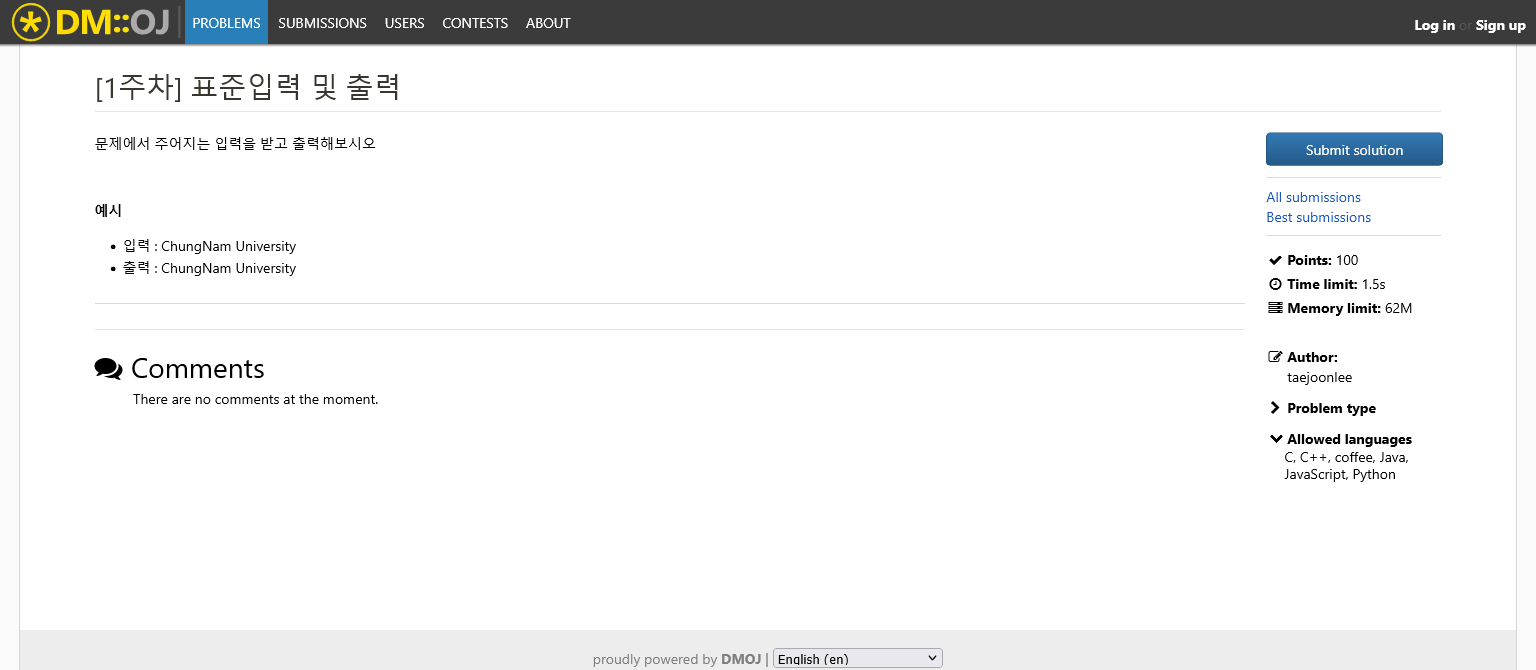 DM::OJ PROBLEMS SUBMISSIONS USERS CONTESTS ABOUT Log in or Sign up
[1주차] 표준입력 및 출력
문제에서 주어지는 입력을 받고 출력해보시오
예시
• 입력 : ChungNam University
• 출력 : ChungNam University
Comments
There are no comments at the moment.
Submit solution
All submissions
Best submissions
Points: 100
Time limit: 1.5s
Memory limit: 62M
Author:
taejoonlee
Problem type
Allowed languages
C, C++, coffee, Java,
JavaScript, Python
proudly powered by DMOJ | English (en)